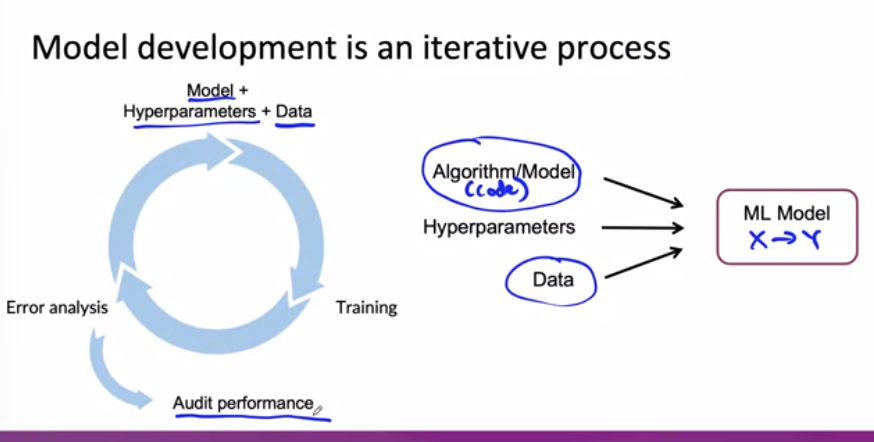 Model development is an iterative process
Model +
Hyperparameters + Data
Error analysis
Training
Audit performance
Algorithm/Model
(code)
Hyperparameters
Data
ML Model
X → Y